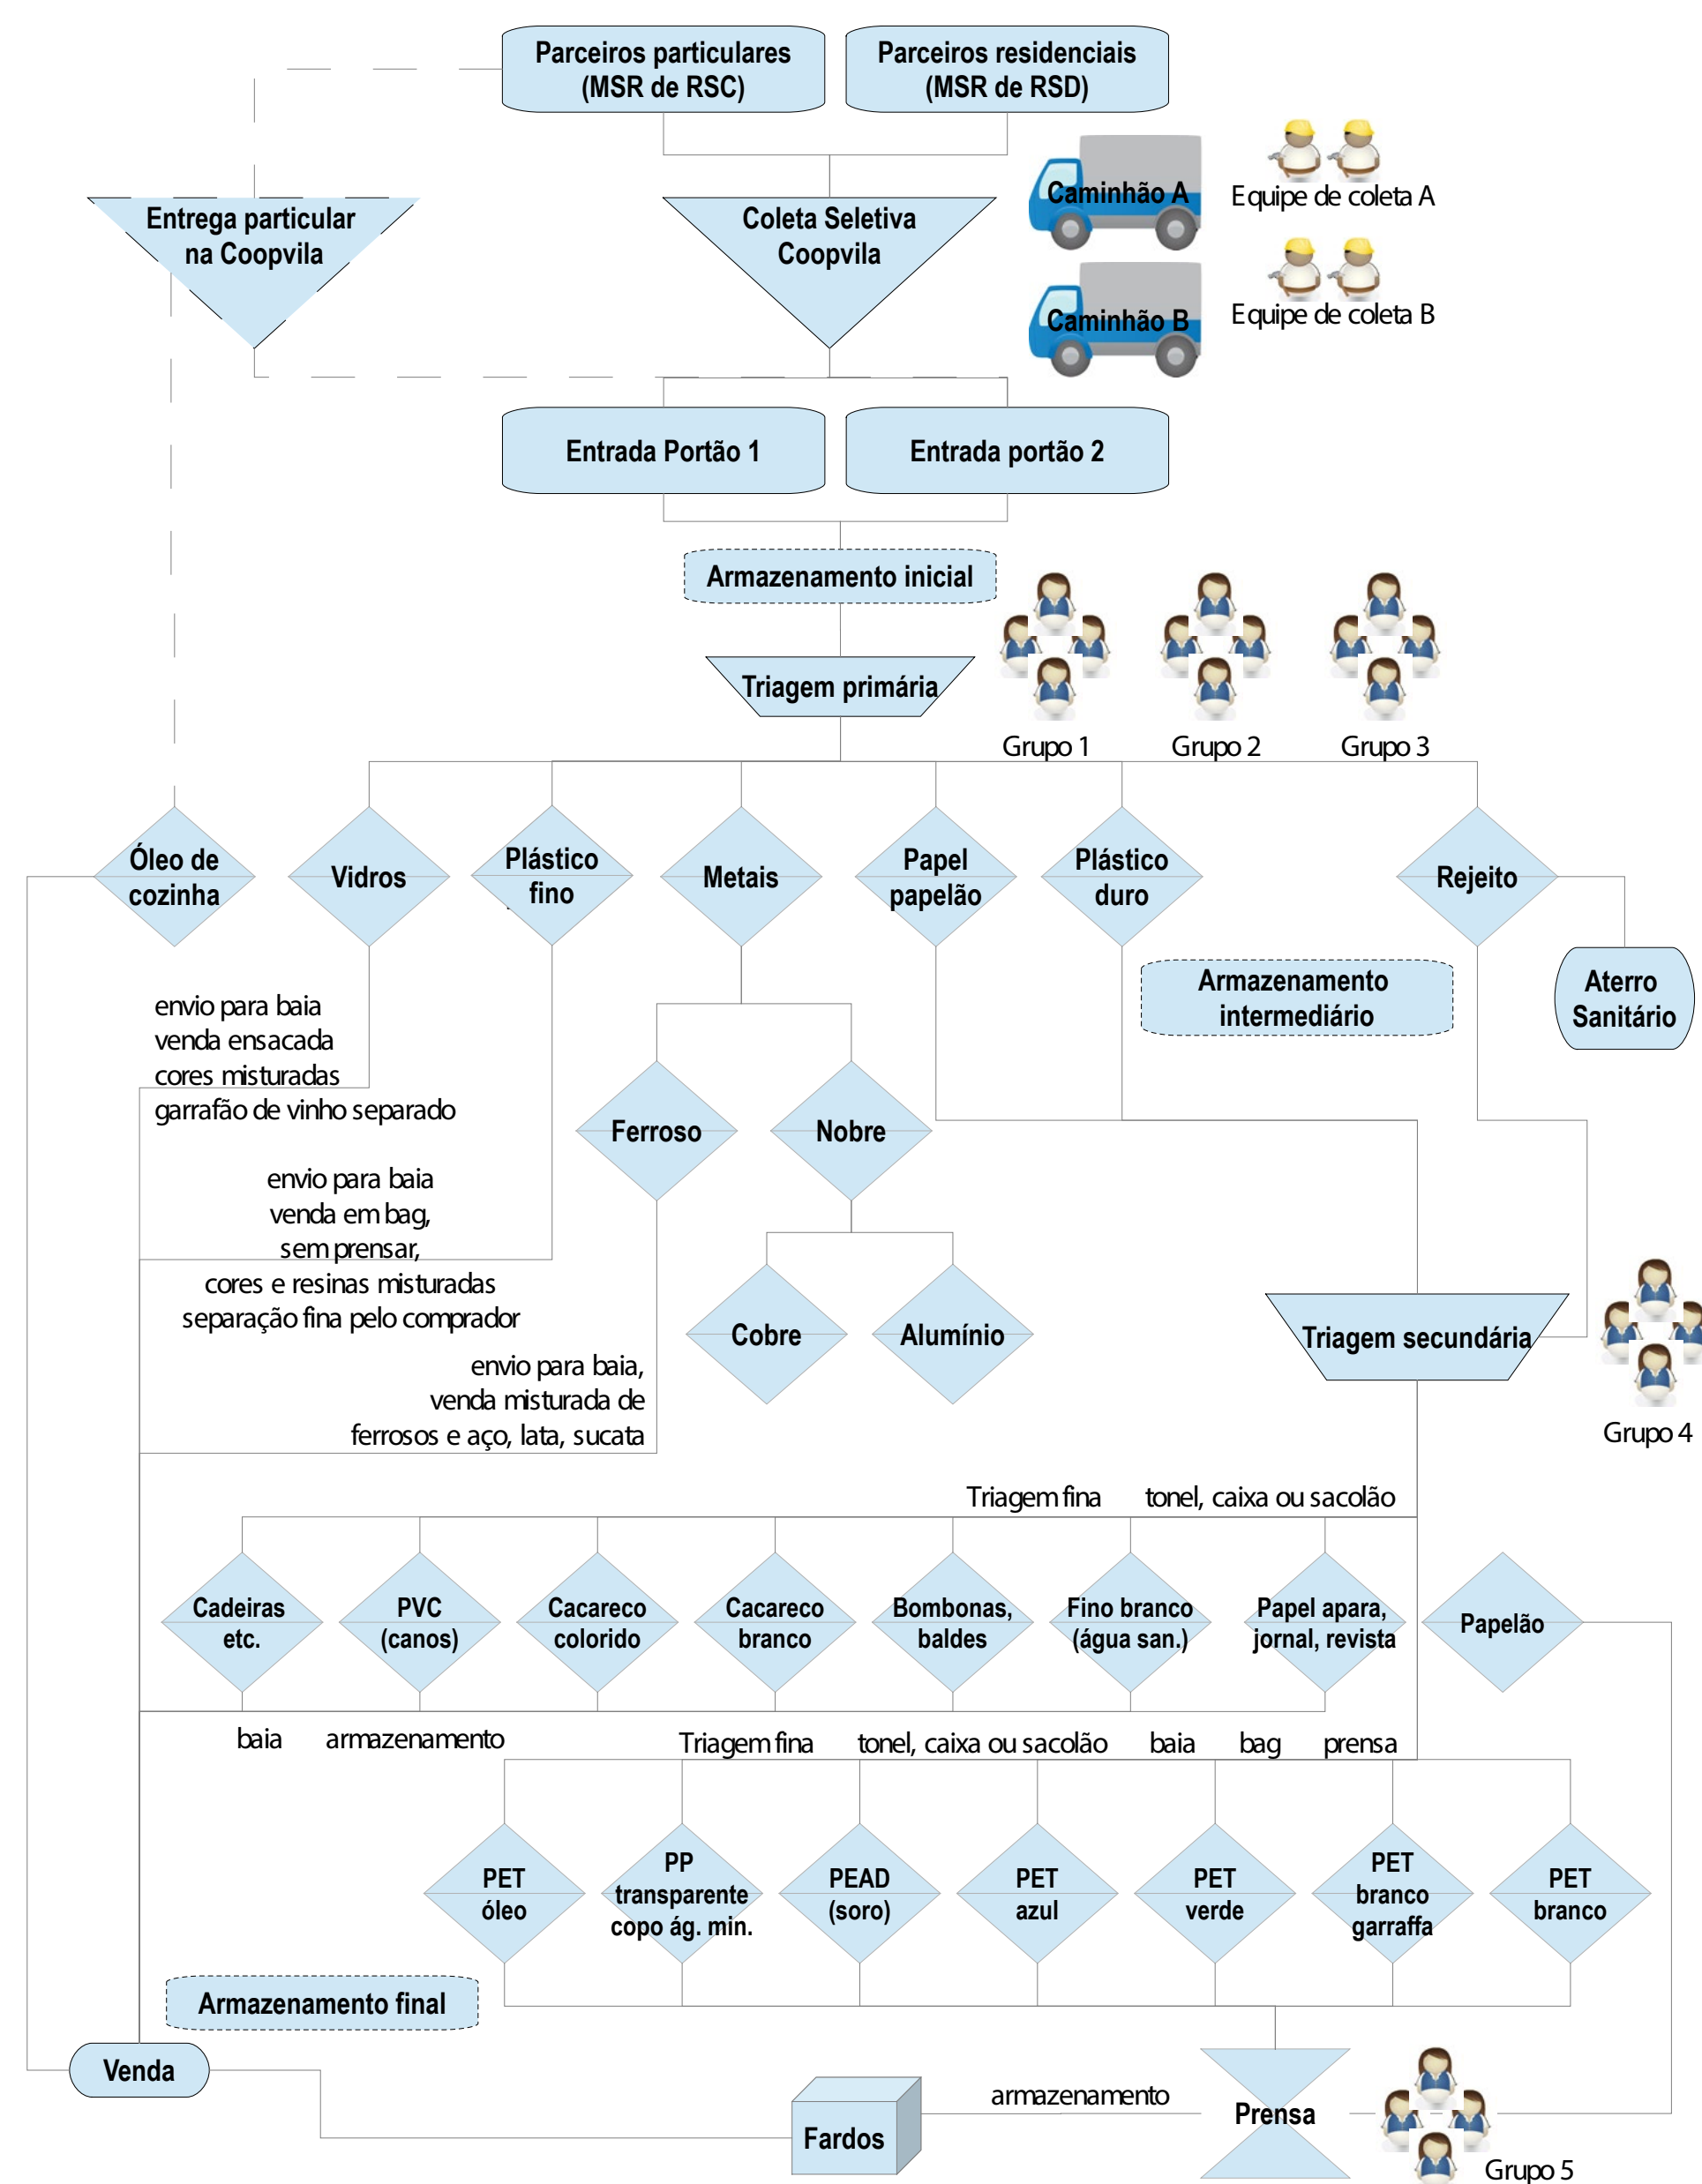 Parceiros particulares
(MSR de RSC)
Parceiros residenciais
(MSR de RSD)
Entrega particular
na Coopvila
Coleta Seletiva
Coopvila
Caminhão A
Equipe de coleta A
Caminhão B
Equipe de coleta B
Entrada Portão 1
Entrada portão 2
Armazenamento inicial
Triagem primária
Grupo 1
Grupo 2
Grupo 3
Óleo de
cozinha
Vidros
Plástico
fino
Metais
Papel
papelão
Plástico
duro
Rejeito
Armazenamento
intermediário
Aterro
Sanitário
envio para baia
venda ensacada
cores misturadas
garrafão de vinho separado
Ferroso
Nobre
envio para baia
venda em bag,
sem prensar,
cores e resinas misturadas
separação fina pelo comprador
Cobre
Alumínio
Triagem secundária
Grupo 4
envio para baia,
venda misturada de
ferrosos e aço, lata, sucata
Triagem fina
tonel, caixa ou sacolão
Cadeiras
etc.
PVC
(canos)
Cacareco
colorido
Cacareco
branco
Bombonas,
baldes
Fino branco
(água san.)
Papel apara,
jornal, revista
Papelão
baia
armazenamento
Triagem fina
tonel, caixa ou sacolão
baia
bag
prensa
PET
óleo
PP
transparente
copo ág. min.
PEAD
(soro)
PET
azul
PET
verde
PET
branco
garraffa
PET
branco
Armazenamento final
Venda
Fardos
armazenamento
Prensa
Grupo 5